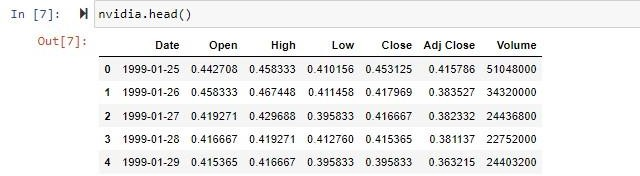 In [7]: nvidia.head()
Out[7]:
Date Open High Low Close Adj Close Volume
0 1999-01-25 0.442708 0.458333 0.410156 0.453125 0.415786 51048000
1 1999-01-26 0.458333 0.467448 0.411458 0.417969 0.383527 34320000
2 1999-01-27 0.419271 0.429688 0.395833 0.416667 0.382332 24436800
3 1999-01-28 0.416667 0.419271 0.412760 0.415365 0.381137 22752000
4 1999-01-29 0.415365 0.416667 0.395833 0.395833 0.363215 24403200